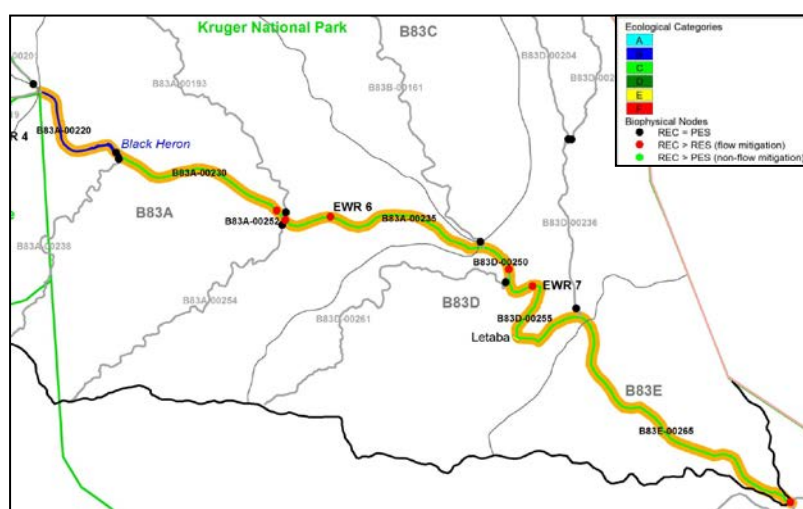 Kruger National Park
B83C
B83A-00193
B83B-00161
B83D-00204
B83A-00220
Black Heron
B83A-00230
B83A
B83A-00238
B83A-00252
EWR 6
B83A-00235
B83D-00236
B83A-00254
B83D-00250
EWR 7
B83D
B83D-00255
B83D-00261
Letaba
B83E
B83E-00265
Ecological Categories
A
C
D
E
F
Biophysical Nodes
REC = PES
REC > RES (flow mitigation)
REC > PES (non-flow mitigation)